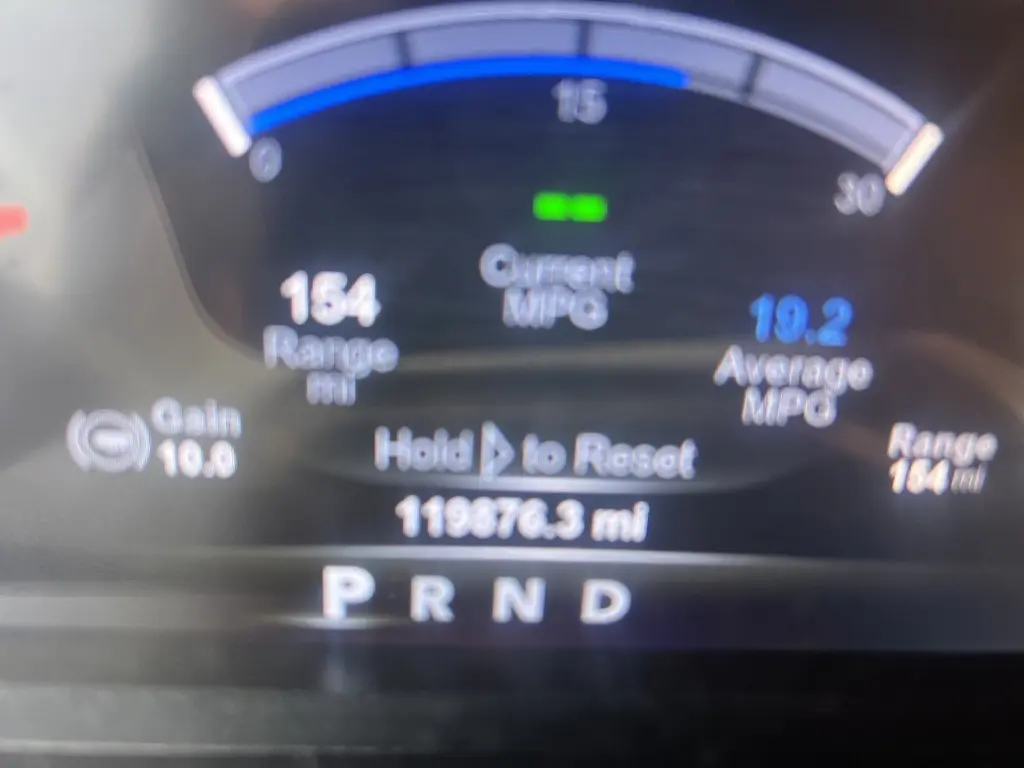 15
0
30
Current
MPG
154
Range
mi
19.2
Average
MPG
Gain
10.0
Hold to Reset
Range
154 mi
119876.3 mi
P R N D